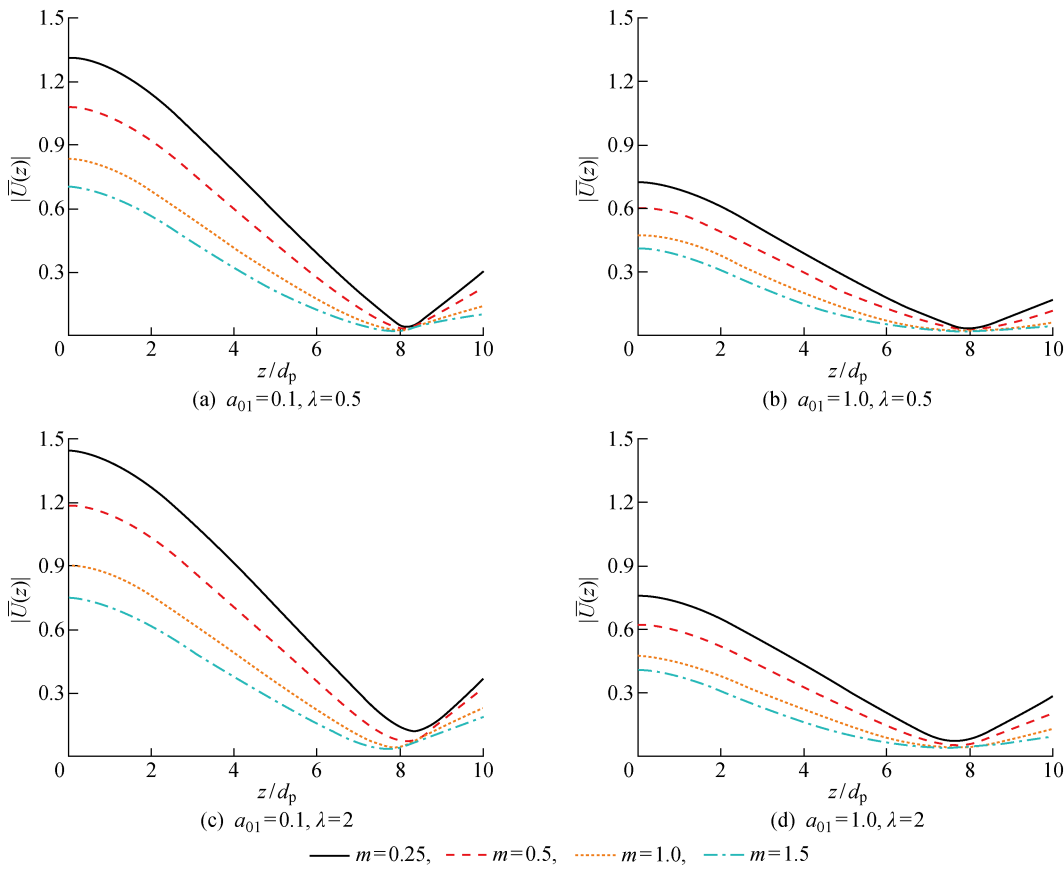 1.5
1.2
0.9
0.6
0.3
|U̅(z)|
0 2 4 6 8 10
z/dₚ
(a) a₀₁=0.1, λ=0.5
1.5
1.2
0.9
0.6
0.3
|U̅(z)|
0 2 4 6 8 10
z/dₚ
(b) a₀₁=1.0, λ=0.5
1.5
1.2
0.9
0.6
0.3
|U̅(z)|
0 2 4 6 8 10
z/dₚ
(c) a₀₁=0.1, λ=2
1.5
1.2
0.9
0.6
0.3
|U̅(z)|
0 2 4 6 8 10
z/dₚ
(d) a₀₁=1.0, λ=2
m=0.25, m=0.5, m=1.0, m=1.5